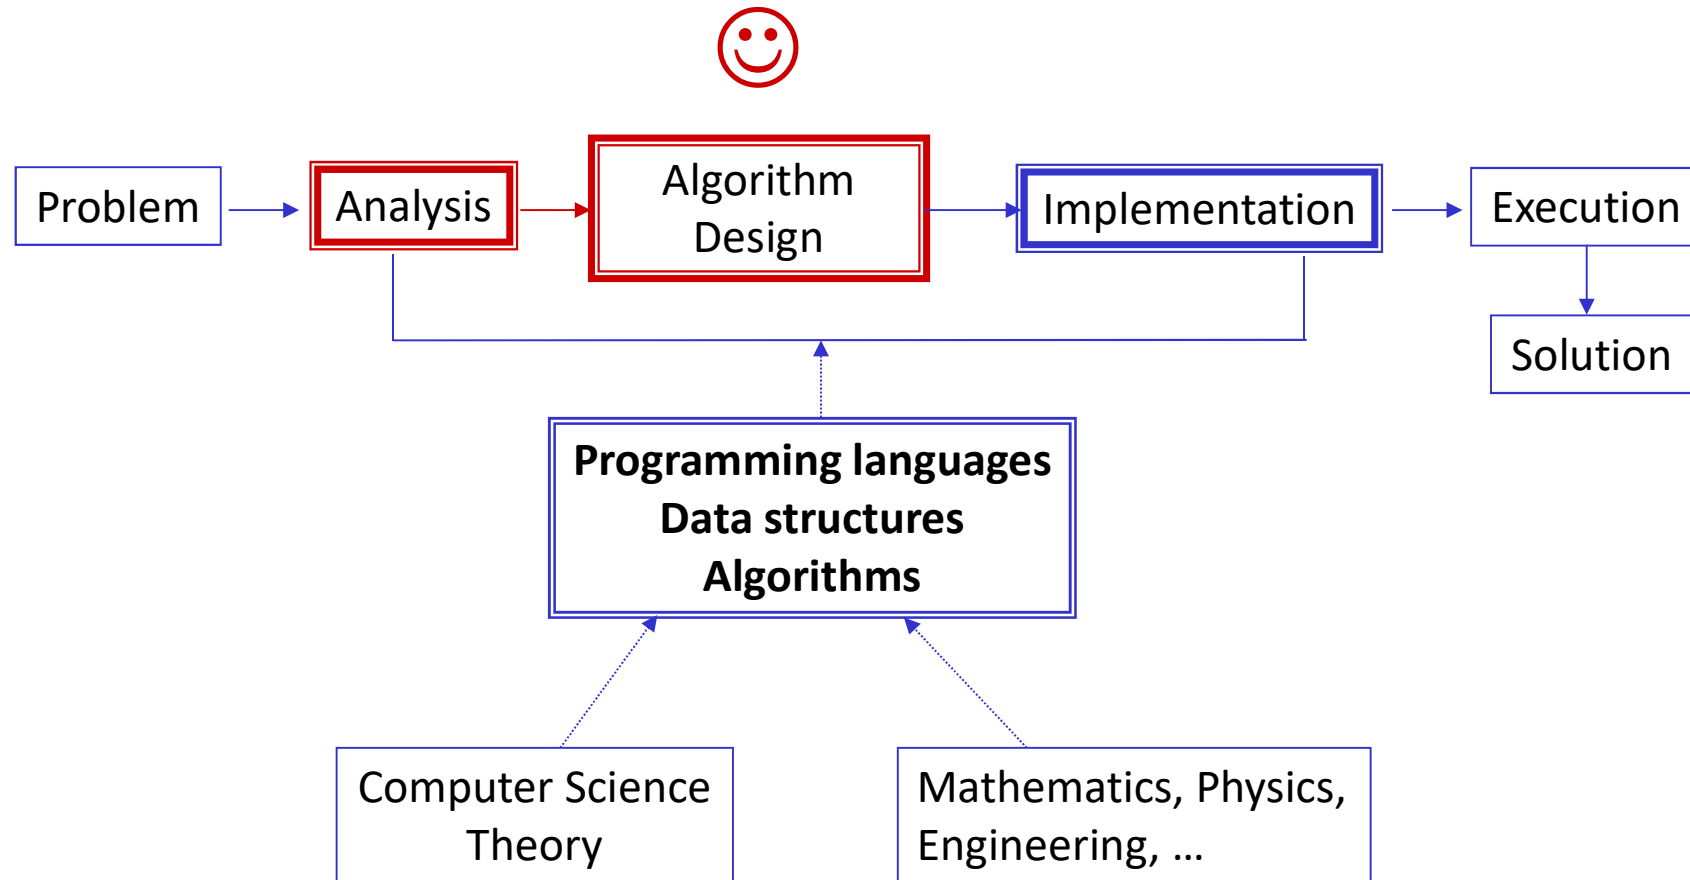 Problem
Analysis
Algorithm
Design
Implementation
Execution
Solution
Programming languages
Data structures
Algorithms
Computer Science
Theory
Mathematics, Physics,
Engineering, …